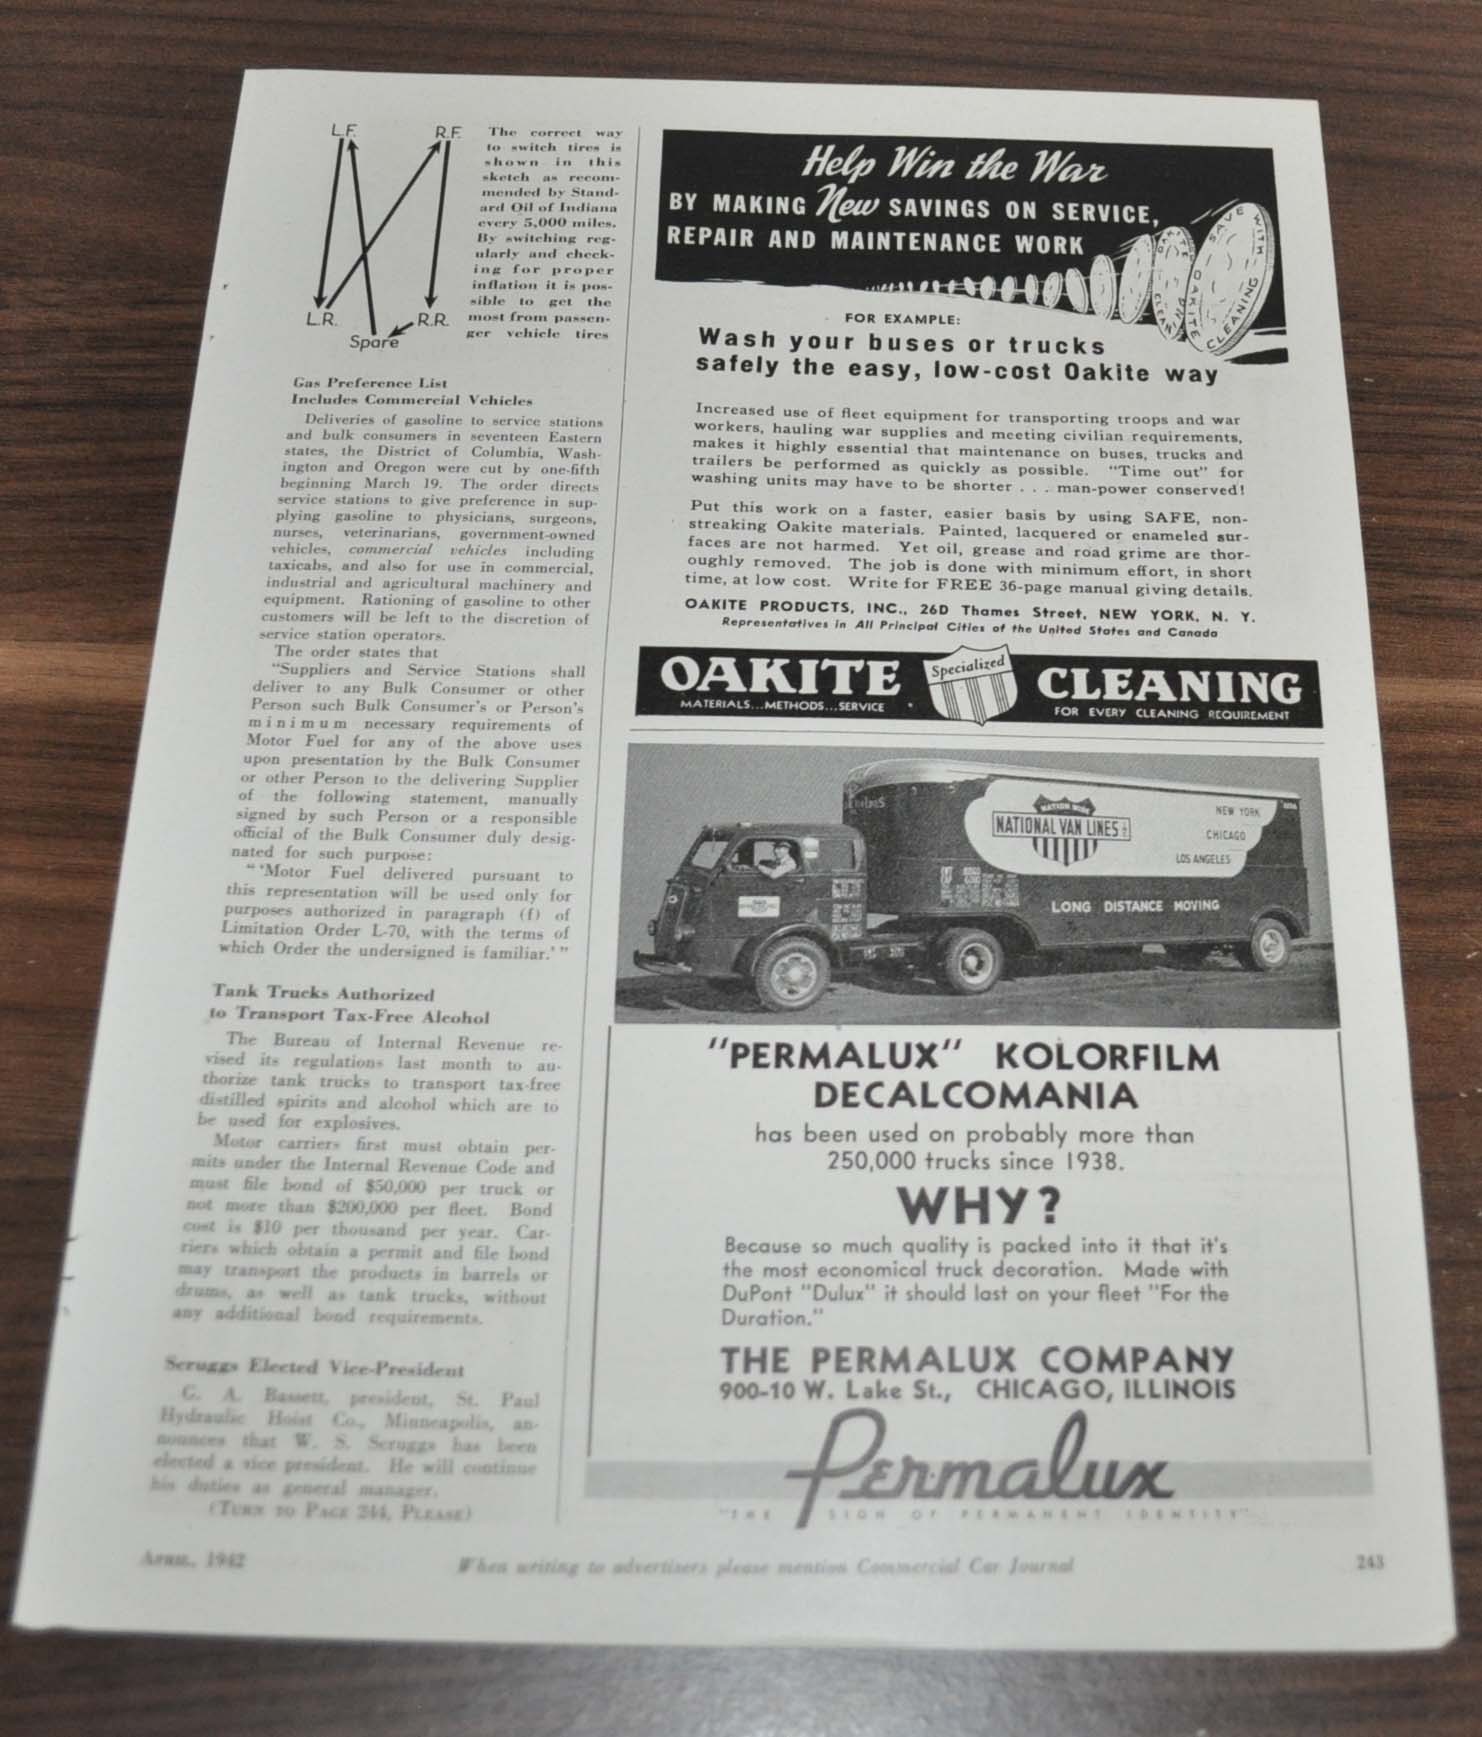 L.F.
R.F.
L.R.
R.R.
Spare
The correct way
to switch tires is
shown in this
sketch as recom-
mended by Stand-
ard Oil of Indiana
every 5,000 miles.
By switching reg-
ularly and check-
ing for proper
inflation it is pos-
sible to get the
most from passen-
ger vehicle tires
Gas Preference List
Includes Commercial Vehicles
Deliveries of gasoline to service stations
and bulk consumers in seventeen Eastern
states, the District of Columbia, Wash-
ington and Oregon were cut by one-fifth
beginning March 19. The order directs
service stations to give preference in sup-
plying gasoline to physicians, surgeons,
nurses, veterinarians, government-owned
vehicles, commercial vehicles including
taxicabs, and also for use in commercial,
industrial and agricultural machinery and
equipment. Rationing of gasoline to other
customers will be left to the discretion of
service station operators.
The order states that
"Suppliers and Service Stations shall
deliver to any Bulk Consumer or other
Person such Bulk Consumer's or Person's
minimum necessary requirements of
Motor Fuel for any of the above uses
upon presentation by the Bulk Consumer
or other Person to the delivering Supplier
of the following statement, manually
signed by such Person or a responsible
official of the Bulk Consumer duly desig-
nated for such purpose:
"'Motor Fuel delivered pursuant to
this representation will be used only for
purposes authorized in paragraph (f) of
Limitation Order L-70, with the terms of
which Order the undersigned is familiar.'"
Tank Trucks Authorized
to Transport Tax-Free Alcohol
The Bureau of Internal Revenue re-
vised its regulations last month to au-
thorize tank trucks to transport tax-free
distilled spirits and alcohol which are to
be used for explosives.
Motor carriers first must obtain per-
mits under the Internal Revenue Code and
must file bond of $50,000 per truck or
not more than $200,000 per fleet. Bond
cost is $10 per thousand per year. Car-
riers which obtain a permit and file bond
may transport the products in barrels or
drums, as well as tank trucks, without
any additional bond requirements.
Scruggs Elected Vice-President
G. A. Bassett, president, St. Paul
Hydraulic Hoist Co., Minneapolis, an-
nounces that W. S. Scruggs has been
elected a vice president. He will continue
his duties as general manager.
(Turn to Page 244, Please)
Help Win the War
BY MAKING New SAVINGS ON SERVICE,
REPAIR AND MAINTENANCE WORK
SAVE WITH OAKITE CLEANING
FOR EXAMPLE:
Wash your buses or trucks
safely the easy, low-cost Oakite way
Increased use of fleet equipment for transporting troops and war
workers, hauling war supplies and meeting civilian requirements,
makes it highly essential that maintenance on buses, trucks and
trailers be performed as quickly as possible. "Time out" for
washing units may have to be shorter . . . man-power conserved!
Put this work on a faster, easier basis by using SAFE, non-
streaking Oakite materials. Painted, lacquered or enameled sur-
faces are not harmed. Yet oil, grease and road grime are thor-
oughly removed. The job is done with minimum effort, in short
time, at low cost. Write for FREE 36-page manual giving details.
OAKITE PRODUCTS, INC., 26D Thames Street, NEW YORK, N. Y.
Representatives in All Principal Cities of the United States and Canada
OAKITE Specialized CLEANING
MATERIALS...METHODS...SERVICE
FOR EVERY CLEANING REQUIREMENT
NATION WIDE
NATIONAL VAN LINES
NEW YORK
CHICAGO
LOS ANGELES
LONG DISTANCE MOVING
"PERMALUX" KOLORFILM
DECALCOMANIA
has been used on probably more than
250,000 trucks since 1938.
WHY?
Because so much quality is packed into it that it's
the most economical truck decoration. Made with
DuPont "Dulux" it should last on your fleet "For the
Duration."
THE PERMALUX COMPANY
900-10 W. Lake St., CHICAGO, ILLINOIS
Permalux
"THE SIGN OF PERMANENT IDENTITY"
April, 1942
When writing to advertisers please mention Commercial Car Journal
243